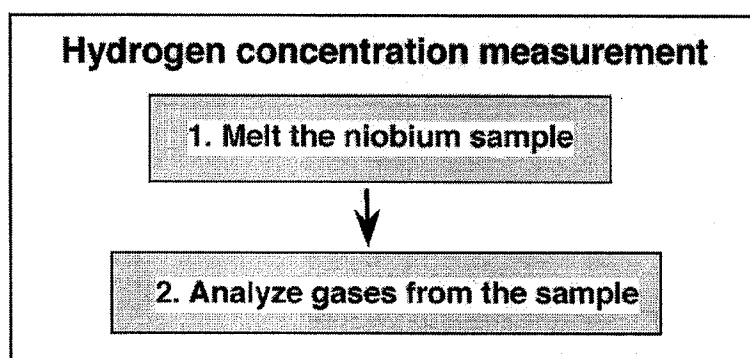 Hydrogen concentration measurement
1. Melt the niobium sample
2. Analyze gases from the sample